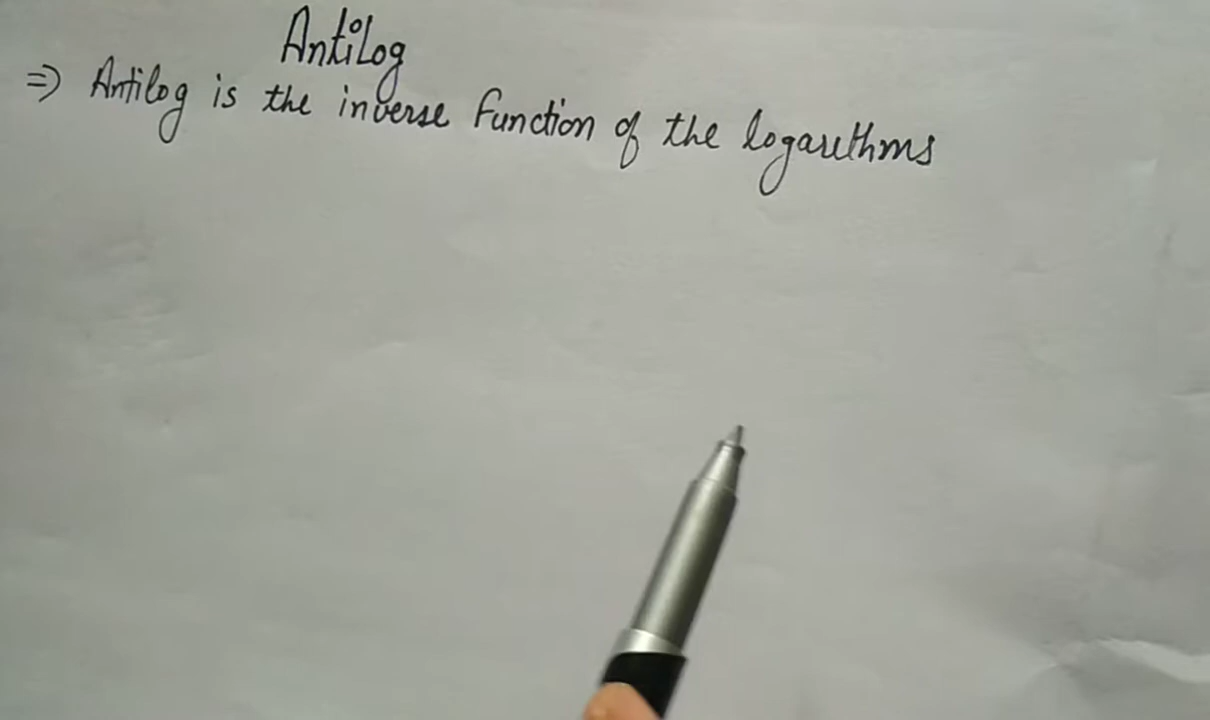 AntiLog
⇒ Antilog is the inverse function of the logarithms